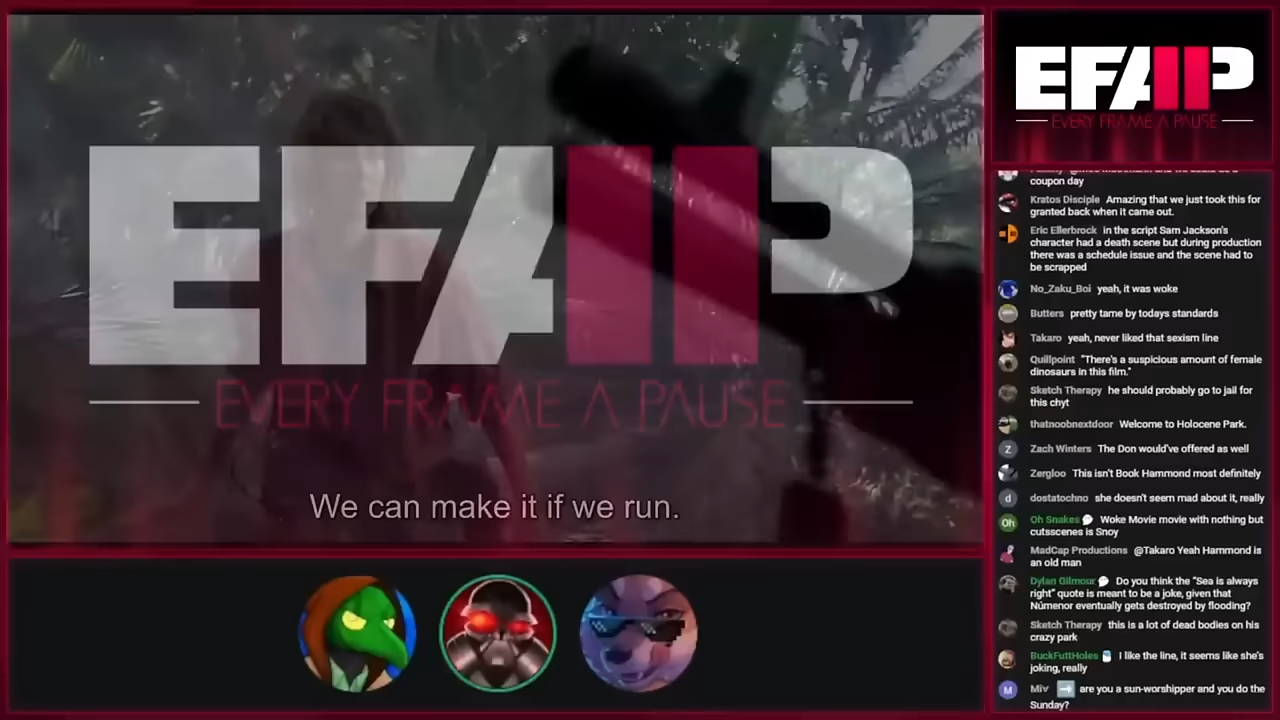 EFAP
EVERY FRAME A PAUSE
We can make it if we run.
EFAP
EVERY FRAME A PAUSE
coupon day
Kratos Disciple Amazing that we just took this for
granted back when it came out.
Eric Ellerbrock in the script Sam Jackson's
character had a death scene but during production
there was a schedule issue and the scene had to
be scrapped
No_Zaku_Boi yeah, it was woke
Butters pretty tame by todays standards
Takaro yeah, never liked that sexism line
Quillpoint "There's a suspicious amount of female
dinosaurs in this film."
Sketch Therapy he should probably go to jail for
this chyt
thatnoobnextdoor Welcome to Holocene Park.
Z
Zach Winters The Don would've offered as well
Zergloo This isn't Book Hammond most definitely
d
dostatochno she doesn't seem mad about it, really
Oh
Oh Snakes Woke Movie movie with nothing but
cutsscenes is Snoy
MadCap Productions @Takaro Yeah Hammond is
an old man
Dylan Gilmour Do you think the "Sea is always
right" quote is meant to be a joke, given that
Númenor eventually gets destroyed by flooding?
Sketch Therapy this is a lot of dead bodies on his
crazy park
BuckFuttHoles I like the line, it seems like she's
joking, really
M
Miv are you a sun-worshipper and you do the
Sunday?